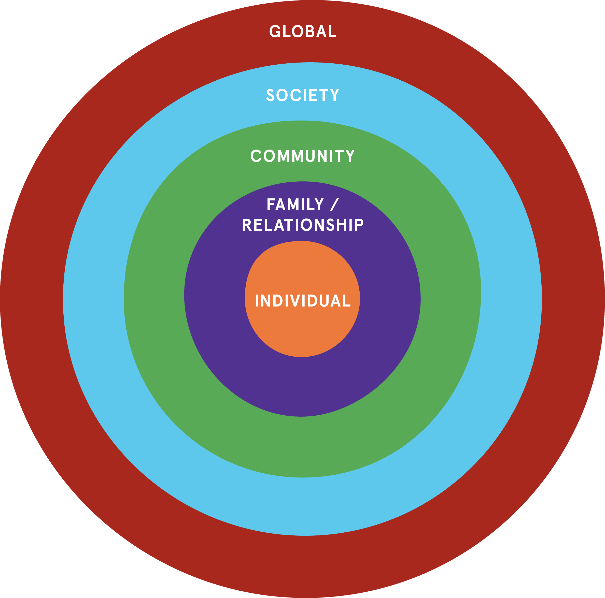 GLOBAL
SOCIETY
COMMUNITY
FAMILY /
RELATIONSHIP
INDIVIDUAL